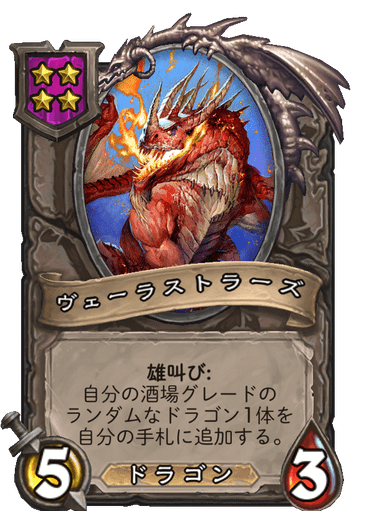 ヴェーラストラーズ
雄叫び:
自分の酒場グレードの
ランダムなドラゴン1体を
自分の手札に追加する。
5
ドラゴン
3